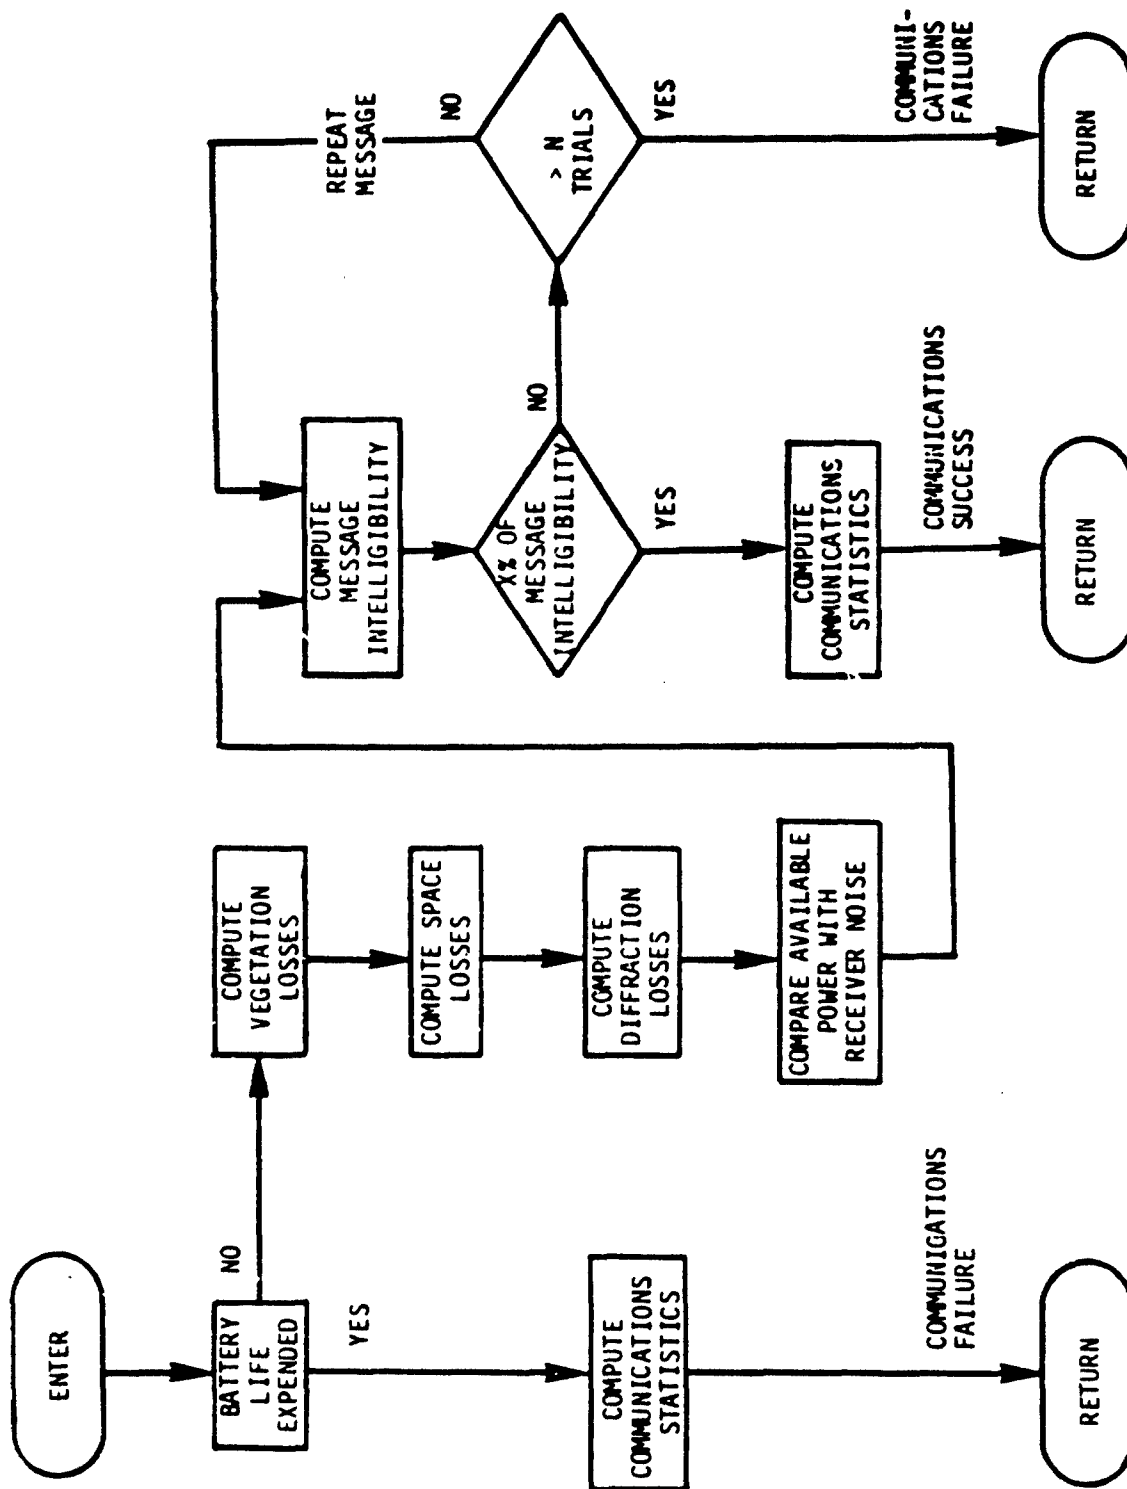 ENTER
BATTERY
LIFE
EXPENDED
NO
YES
COMPUTE
COMMUNICATIONS
STATISTICS
COMMUNICATIONS
FAILURE
RETURN
COMPUTE
VEGETATION
LOSSES
COMPUTE SPACE
LOSSES
COMPUTE
DIFFRACTION
LOSSES
COMPARE AVAILABLE
POWER WITH
RECEIVER NOISE
COMPUTE
MESSAGE
INTELLIGIBILITY
X% OF
MESSAGE
INTELLIGIBILITY
NO
YES
COMPUTE
COMMUNICATIONS
STATISTICS
COMMUNICATIONS
SUCCESS
RETURN
REPEAT
MESSAGE
NO
> N
TRIALS
YES
COMMUNI-
CATIONS
FAILURE
RETURN